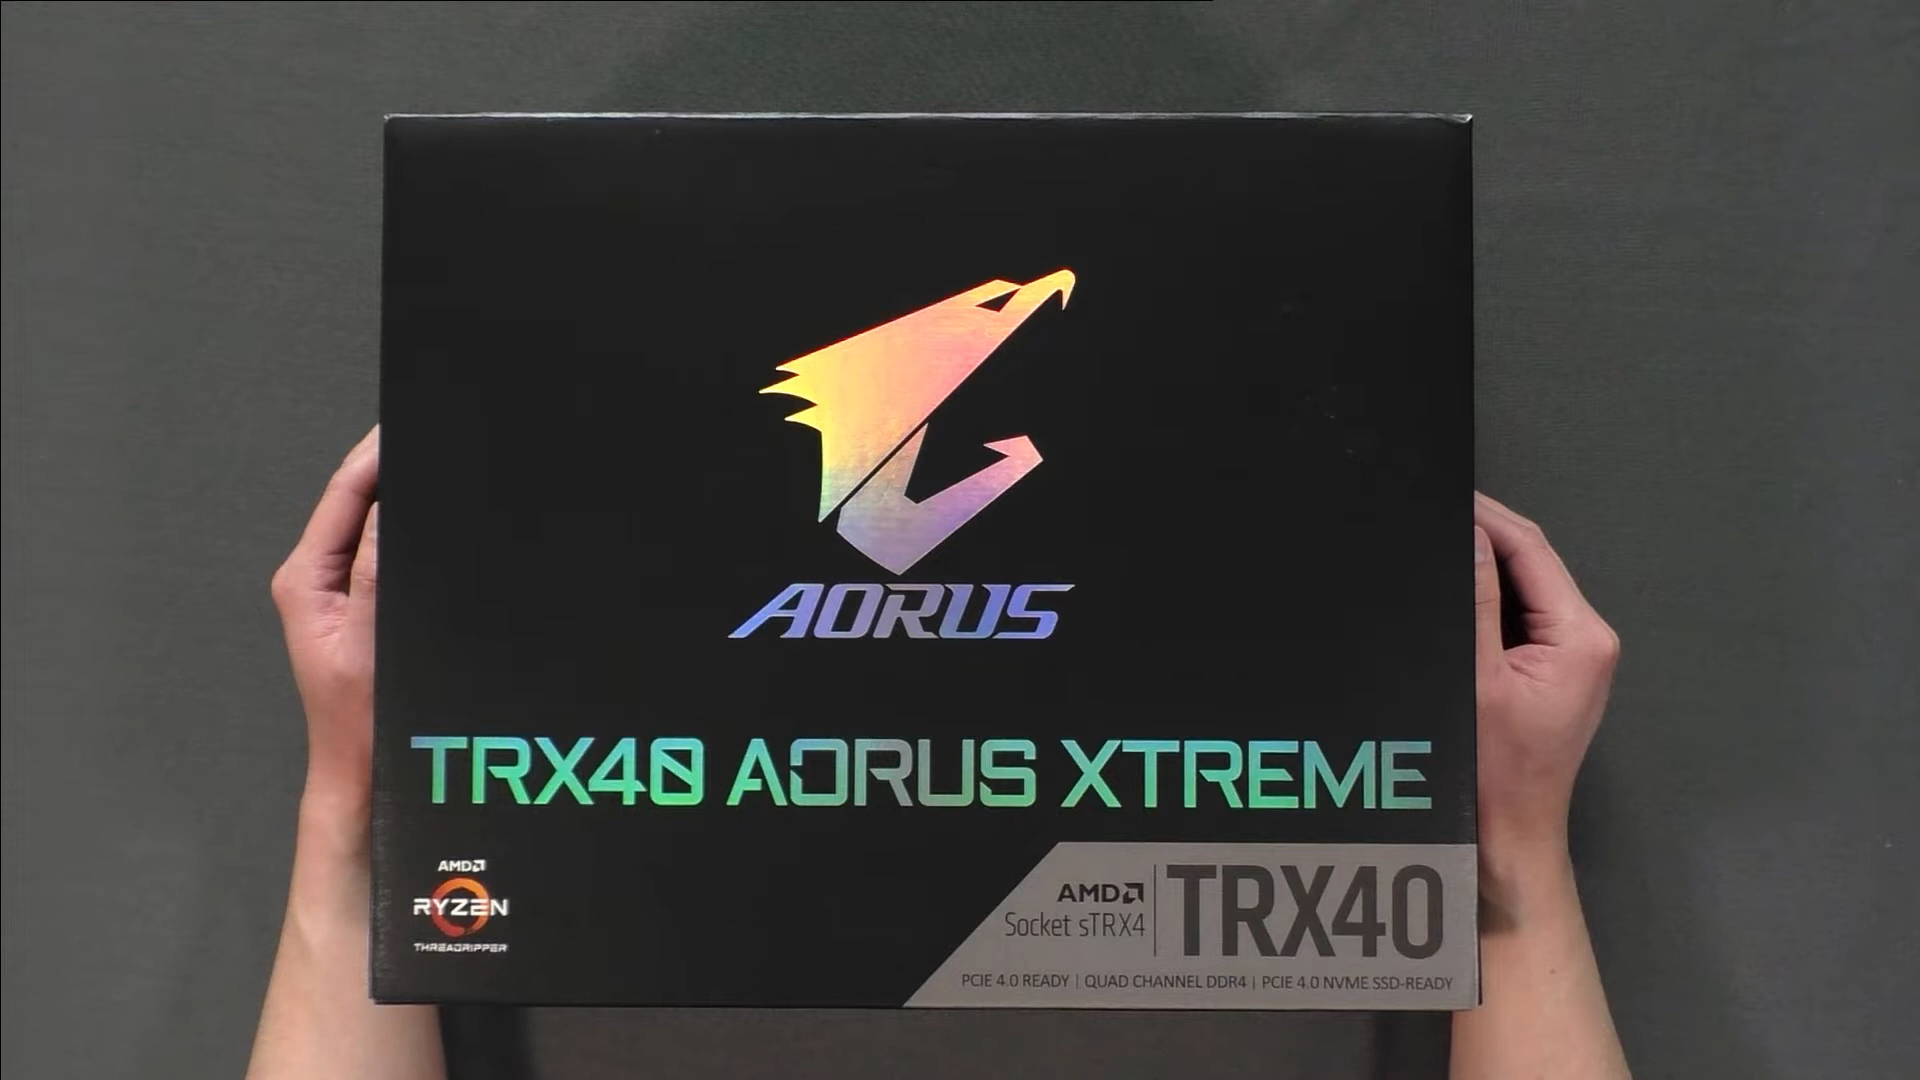 AORUS
TRX40 AORUS XTREME
AMD
RYZEN
THREADRIPPER
AMD
Socket sTRX4
TRX40
PCIE 4.0 READY | QUAD CHANNEL DDR4 | PCIE 4.0 NVME SSD-READY